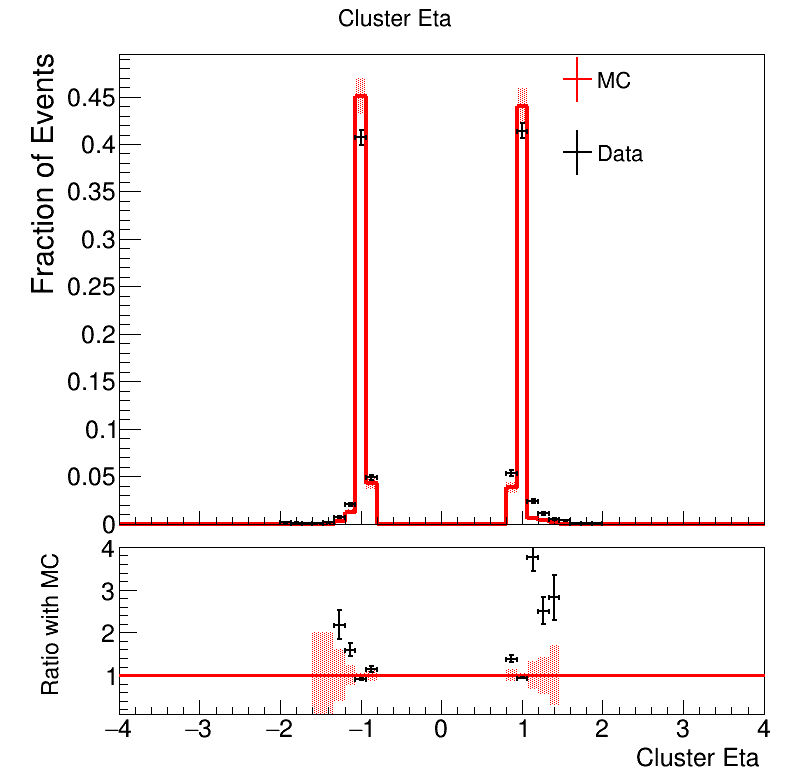 Cluster Eta
Fraction of Events
0.45
0.4
0.35
0.3
0.25
0.2
0.15
0.1
0.05
0
MC
Data
Ratio with MC
4
3
2
1
−4 −3 −2 −1 0 1 2 3 4
Cluster Eta